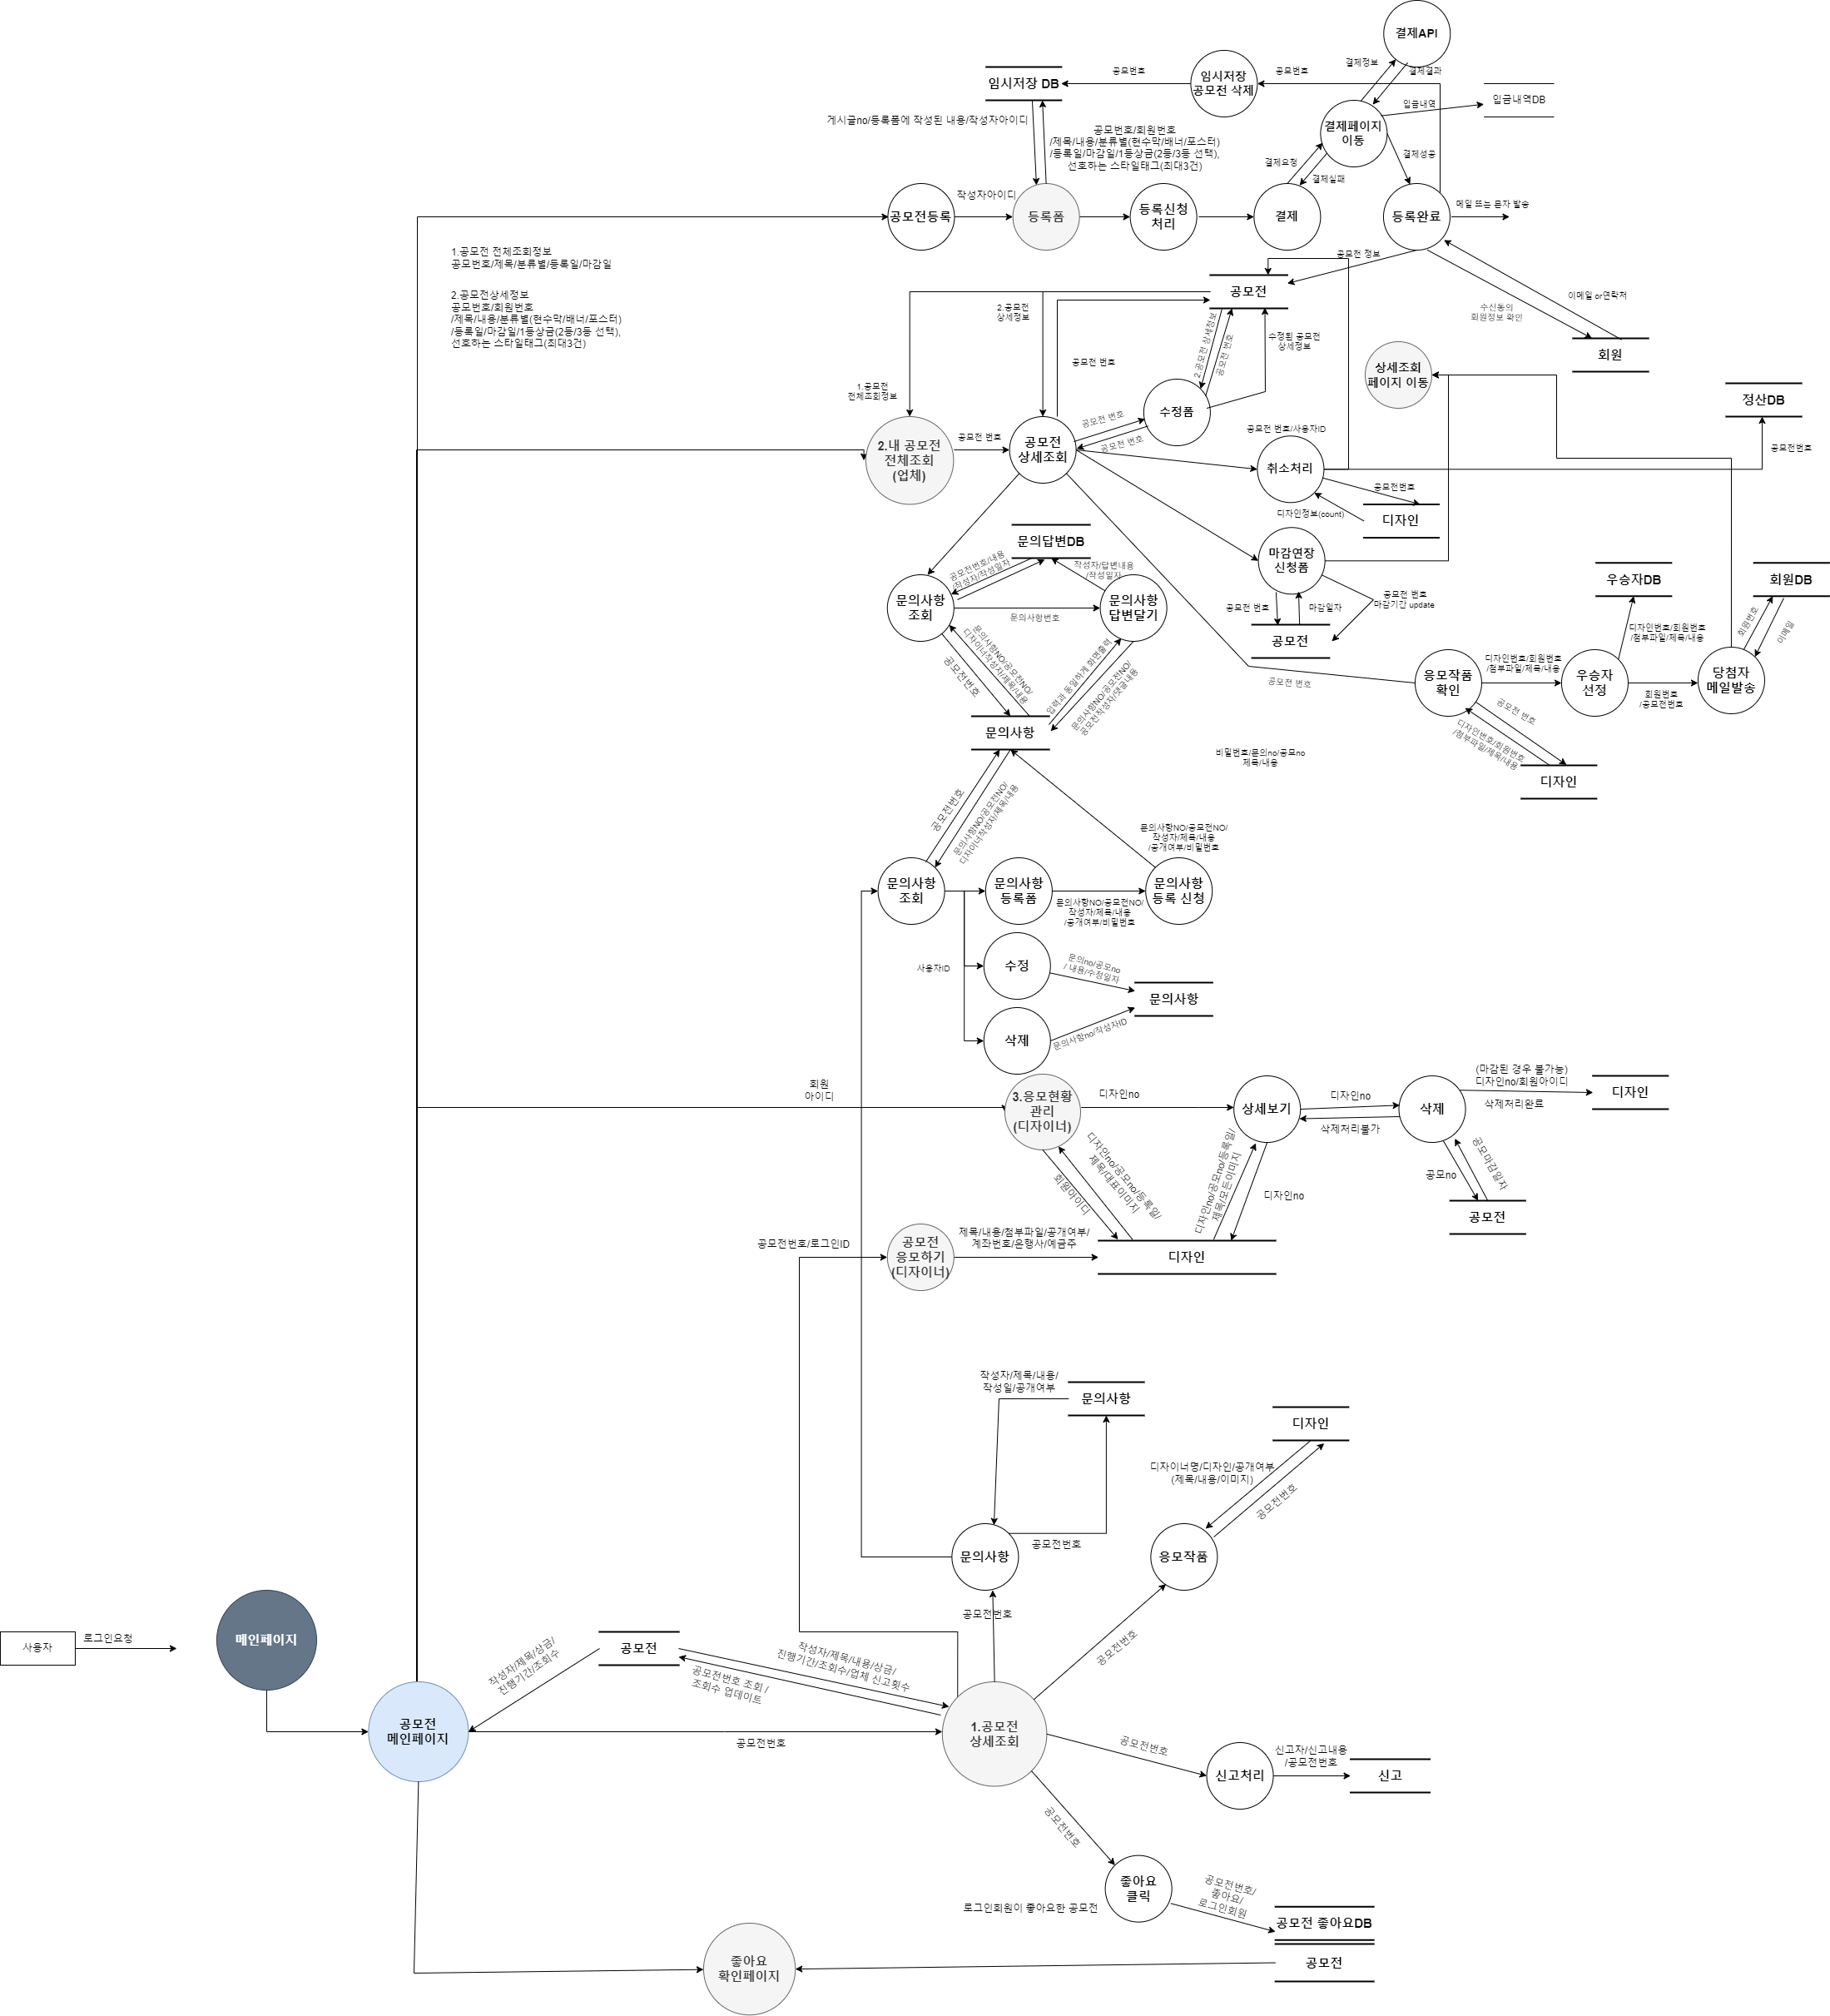 결제API
결제정보
결제결과
임시저장 DB
공모번호
임시저장
공모전 삭제
공모번호
입금내역
입금내역DB
게시글no/등록폼에 작성된 내용/작성자아이디
공모번호/회원번호
/제목/내용/분류별(현수막/배너/포스터)
/등록일/마감일/1등상금(2등/3등 선택),
선호하는 스타일태그(최대3건)
결제페이지
이동
결제요청
결제실패
결제성공
공모전등록
작성자아이디
등록폼
등록신청
처리
결제
등록완료
메일 또는 문자 발송
1.공모전 전체조회정보
공모번호/제목/분류별/등록일/마감일
2.공모전상세정보
공모번호/회원번호
/제목/내용/분류별(현수막/배너/포스터)
/등록일/마감일/1등상금(2등/3등 선택),
선호하는 스타일태그(최대3건)
공모전 정보
공모전
이메일 or연락처
수신동의
회원정보 확인
회원
2.공모전
상세정보
2.공모전 상세정보
공모전 번호
수정된 공모전
상세정보
공모전 번호
상세조회
페이지 이동
1.공모전
전체조회정보
정산DB
수정폼
2.내 공모전
전체조회
(업체)
공모전 번호
공모전
상세조회
공모전 번호
공모전 번호
공모전 번호/사용자ID
취소처리
공모전번호
공모전번호
디자인정보(count)
디자인
문의답변DB
공모전번호/내용
/작성자/작성일자
작성자/답변내용
/작성일자
마감연장
신청폼
문의사항
조회
문의사항번호
문의사항
답변달기
공모전 번호
마감일자
공모전 번호
마감기간 update
공모전
우승자DB
회원DB
디자인번호/회원번호
/첨부파일/제목/내용
회원번호
이메일
공모전번호
문의사항NO/공모전NO/
디자이너작성자/제목/내용
입력과 동일하게 화면출력
문의사항NO/공모전NO/
/공모전작성자/댓글내용
공모전 번호
응모작품
확인
디자인번호/회원번호
/첨부파일/제목/내용
우승자
선정
회원번호
/공모전번호
당첨자
메일발송
공모전 번호
디자인번호/회원번호
/첨부파일/제목/내용
디자인
문의사항
비밀번호/문의no/공모no
제목/내용
공모전번호
문의사항NO/공모전NO/
디자이너작성자/제목/내용
문의사항NO/공모전NO/
작성자/제목/내용
/공개여부/비밀번호
문의사항
조회
문의사항
등록폼
문의사항NO/공모전NO/
작성자/제목/내용
/공개여부/비밀번호
문의사항
등록 신청
사용자ID
수정
문의no/공모no
/ 내용/수정일자
문의사항
삭제
문의사항no/작성자ID
회원
아이디
3.응모현황
관리
(디자이너)
디자인no
상세보기
디자인no
삭제처리불가
삭제
(마감된 경우 불가능)
디자인no/회원아이디
삭제처리완료
디자인
회원아이디
디자인no/공모no/등록일/
제목/대표이미지
디자인no/공모no/등록일/
제목/모든이미지
디자인no
공모no
공모마감일자
공모전
공모전번호/로그인ID
공모전
응모하기
(디자이너)
제목/내용/첨부파일/공개여부/
계좌번호/은행사/예금주
디자인
작성자/제목/내용/
작성일/공개여부
문의사항
디자인
디자이너명/디자인/공개여부
(제목/내용/이미지)
공모전번호
문의사항
공모전번호
응모작품
공모전번호
공모전번호
사용자
로그인요청
메인페이지
작성자/제목/상금/
진행기간/조회수
공모전
작성자/제목/내용/상금/
진행기간/조회수/업체 신고횟수
공모전번호 조회 /
조회수 업데이트
공모전
메인페이지
공모전번호
1.공모전
상세조회
공모전번호
신고처리
신고자/신고내용
/공모전번호
신고
공모전번호
좋아요
클릭
로그인회원이 좋아요한 공모전
공모전번호/
좋아요/
로그인회원
공모전 좋아요DB
공모전
좋아요
확인페이지